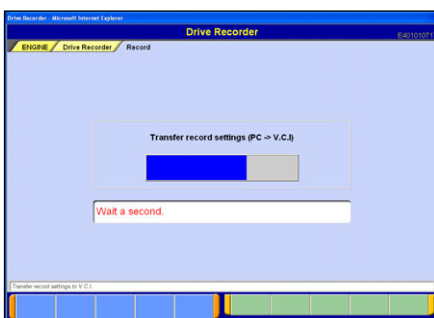 Drive Recorder - Microsoft Internet Explorer
Drive Recorder
E40101071
ENGINE Drive Recorder Record
Transfer record settings (PC -> V.C.I)
Wait a second.
Transfer record settings to V.C.I.